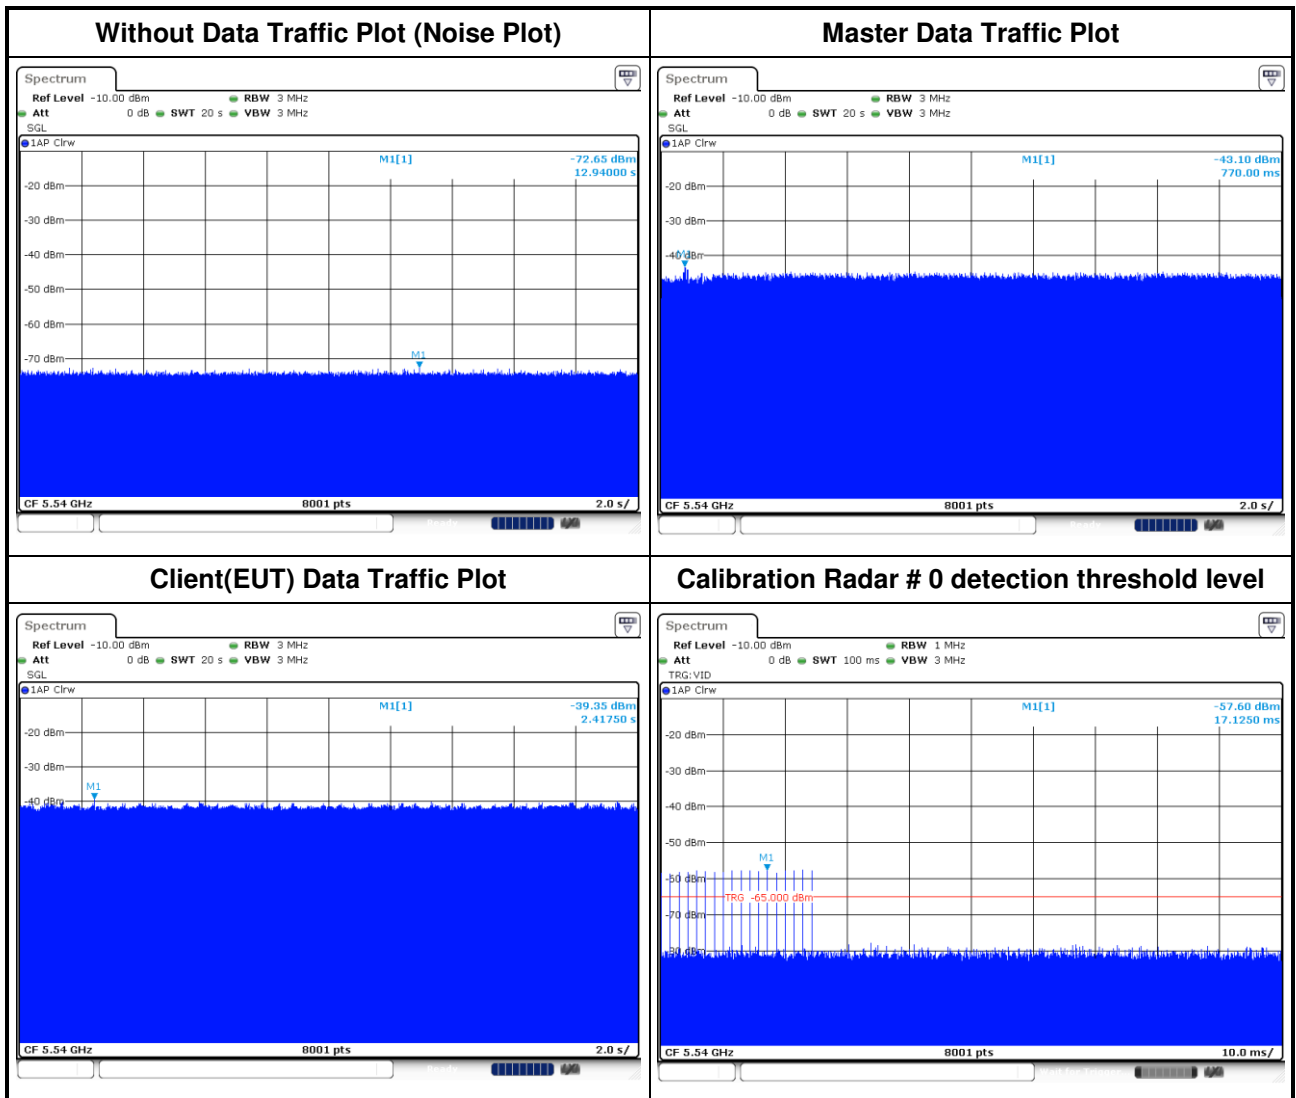 Without Data Traffic Plot (Noise Plot)
Spectrum
Ref Level -10.00 dBm RBW 3 MHz
Att 0 dB SWT 20 s VBW 3 MHz
SGL
1AP Clrw
M1[1] -72.65 dBm
12.94000 s
-20 dBm
-30 dBm
-40 dBm
-50 dBm
-60 dBm
-70 dBm
M1
CF 5.54 GHz 8001 pts 2.0 s/
Master Data Traffic Plot
Spectrum
Ref Level -10.00 dBm RBW 3 MHz
Att 0 dB SWT 20 s VBW 3 MHz
SGL
1AP Clrw
M1[1] -43.10 dBm
770.00 ms
-20 dBm
-30 dBm
-40 dBm
CF 5.54 GHz 8001 pts 2.0 s/
Client(EUT) Data Traffic Plot
Spectrum
Ref Level -10.00 dBm RBW 3 MHz
Att 0 dB SWT 20 s VBW 3 MHz
SGL
1AP Clrw
M1[1] -39.35 dBm
2.41750 s
-20 dBm
-30 dBm
M1
-40 dBm
CF 5.54 GHz 8001 pts 2.0 s/
Calibration Radar # 0 detection threshold level
Spectrum
Ref Level -10.00 dBm RBW 1 MHz
Att 0 dB SWT 100 ms VBW 3 MHz
TRG:VID
1AP Clrw
M1[1] -57.60 dBm
17.1250 ms
-20 dBm
-30 dBm
-40 dBm
-50 dBm
M1
-60 dBm
TRG -65.000 dBm
-70 dBm
-80 dBm
CF 5.54 GHz 8001 pts 10.0 ms/